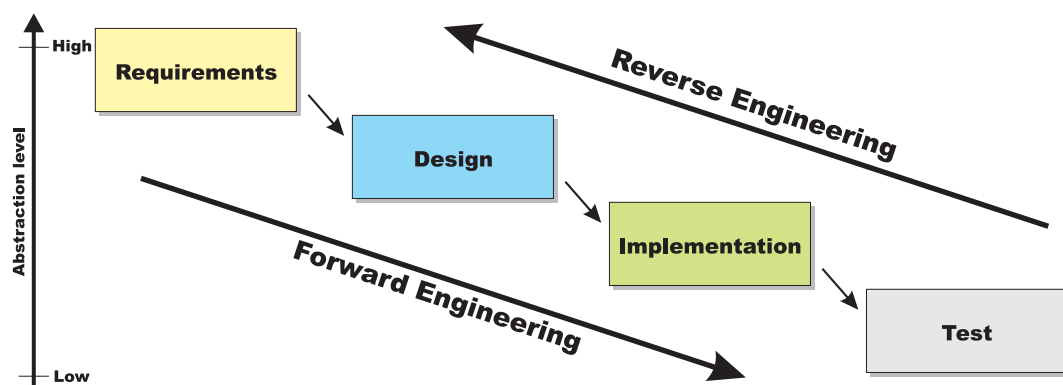 High
Requirements
Reverse Engineering
Design
Abstraction level
Implementation
Forward Engineering
Test
Low